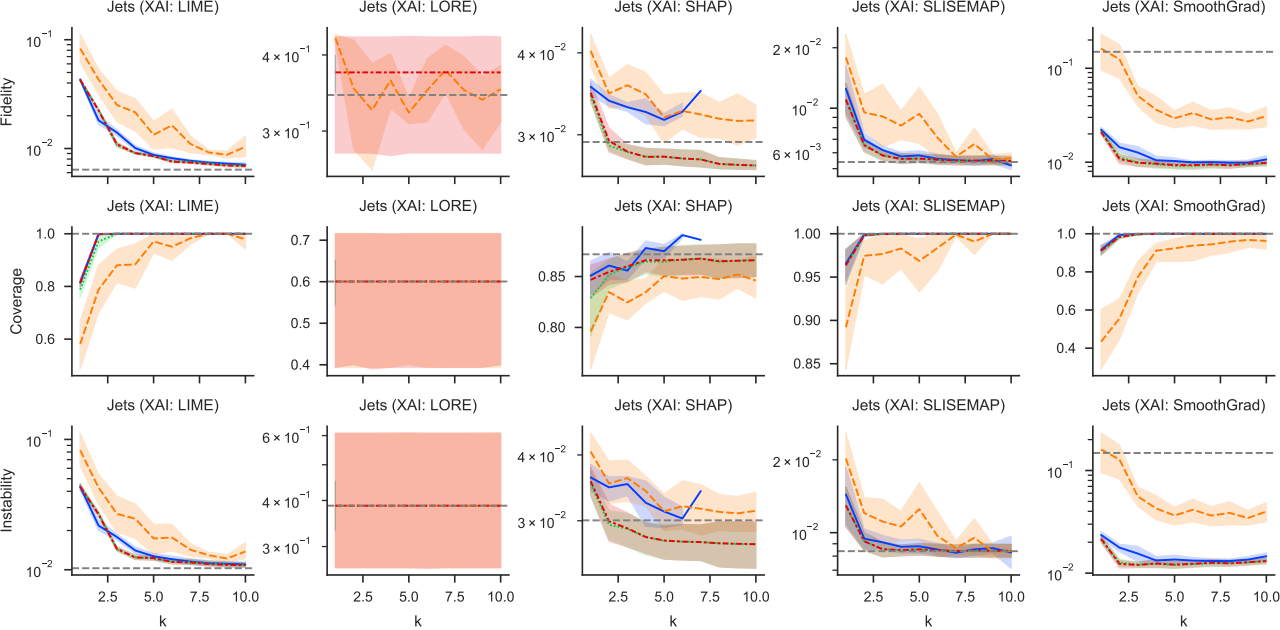 Jets (XAI: LIME) Jets (XAI: LORE) Jets (XAI: SHAP) Jets (XAI: SLISEMAP) Jets (XAI: SmoothGrad)
Fidelity
10⁻¹
10⁻²
4 × 10⁻¹
3 × 10⁻¹
4 × 10⁻²
3 × 10⁻²
2 × 10⁻²
10⁻²
6 × 10⁻³
10⁻¹
10⁻²
Jets (XAI: LIME) Jets (XAI: LORE) Jets (XAI: SHAP) Jets (XAI: SLISEMAP) Jets (XAI: SmoothGrad)
Coverage
1.0
0.8
0.6
0.7
0.6
0.5
0.4
0.85
0.80
1.00
0.95
0.90
0.85
1.0
0.8
0.6
0.4
Jets (XAI: LIME) Jets (XAI: LORE) Jets (XAI: SHAP) Jets (XAI: SLISEMAP) Jets (XAI: SmoothGrad)
Instability
10⁻¹
10⁻²
6 × 10⁻¹
4 × 10⁻¹
3 × 10⁻¹
4 × 10⁻²
3 × 10⁻²
2 × 10⁻²
10⁻²
10⁻¹
10⁻²
2.5 5.0 7.5 10.0 2.5 5.0 7.5 10.0 2.5 5.0 7.5 10.0 2.5 5.0 7.5 10.0 2.5 5.0 7.5 10.0
k k k k k